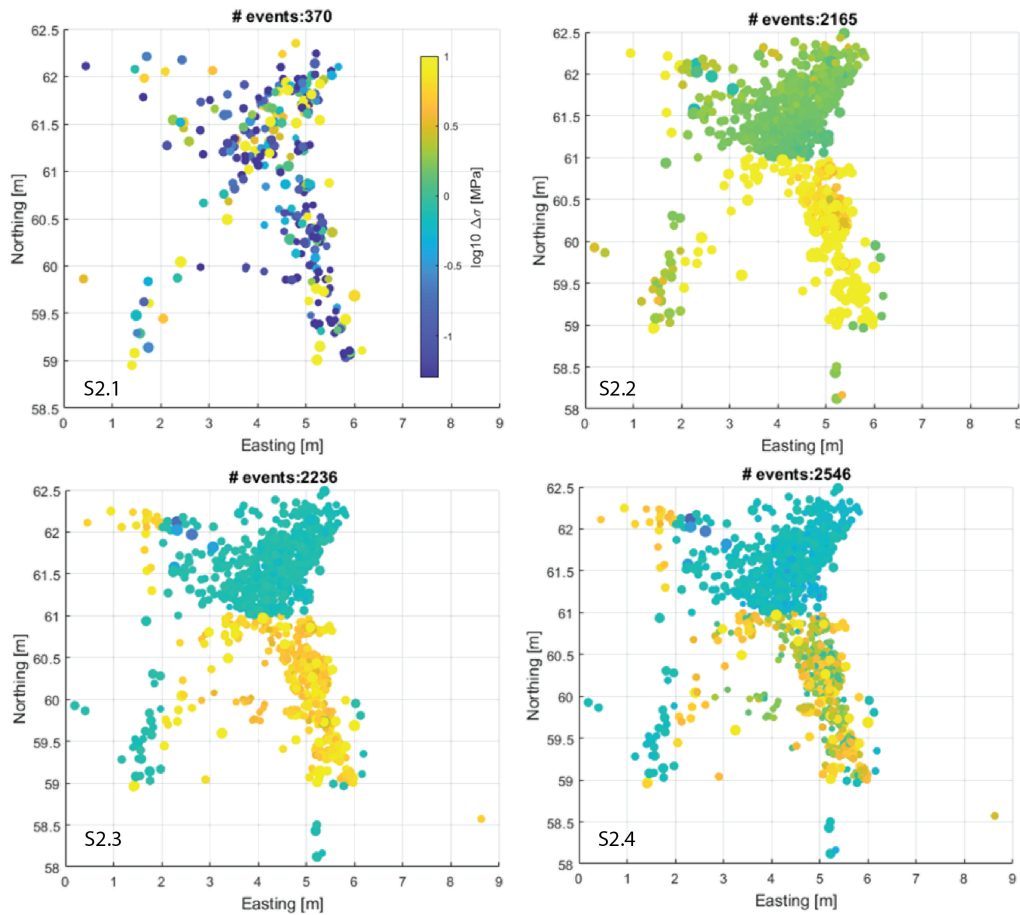 # events:370
62.5
62
61.5
61
60.5
60
59.5
59
58.5
Northing [m]
1
0.5
0
-0.5
-1
log10 Δσ [MPa]
S2.1
0 1 2 3 4 5 6 7 8 9
Easting [m]
# events:2165
62.5
62
61.5
61
60.5
60
59.5
59
58.5
58
Northing [m]
S2.2
0 1 2 3 4 5 6 7 8 9
Easting [m]
# events:2236
62.5
62
61.5
61
60.5
60
59.5
59
58.5
58
Northing [m]
S2.3
0 1 2 3 4 5 6 7 8 9
Easting [m]
# events:2546
62.5
62
61.5
61
60.5
60
59.5
59
58.5
58
Northing [m]
S2.4
0 1 2 3 4 5 6 7 8 9
Easting [m]